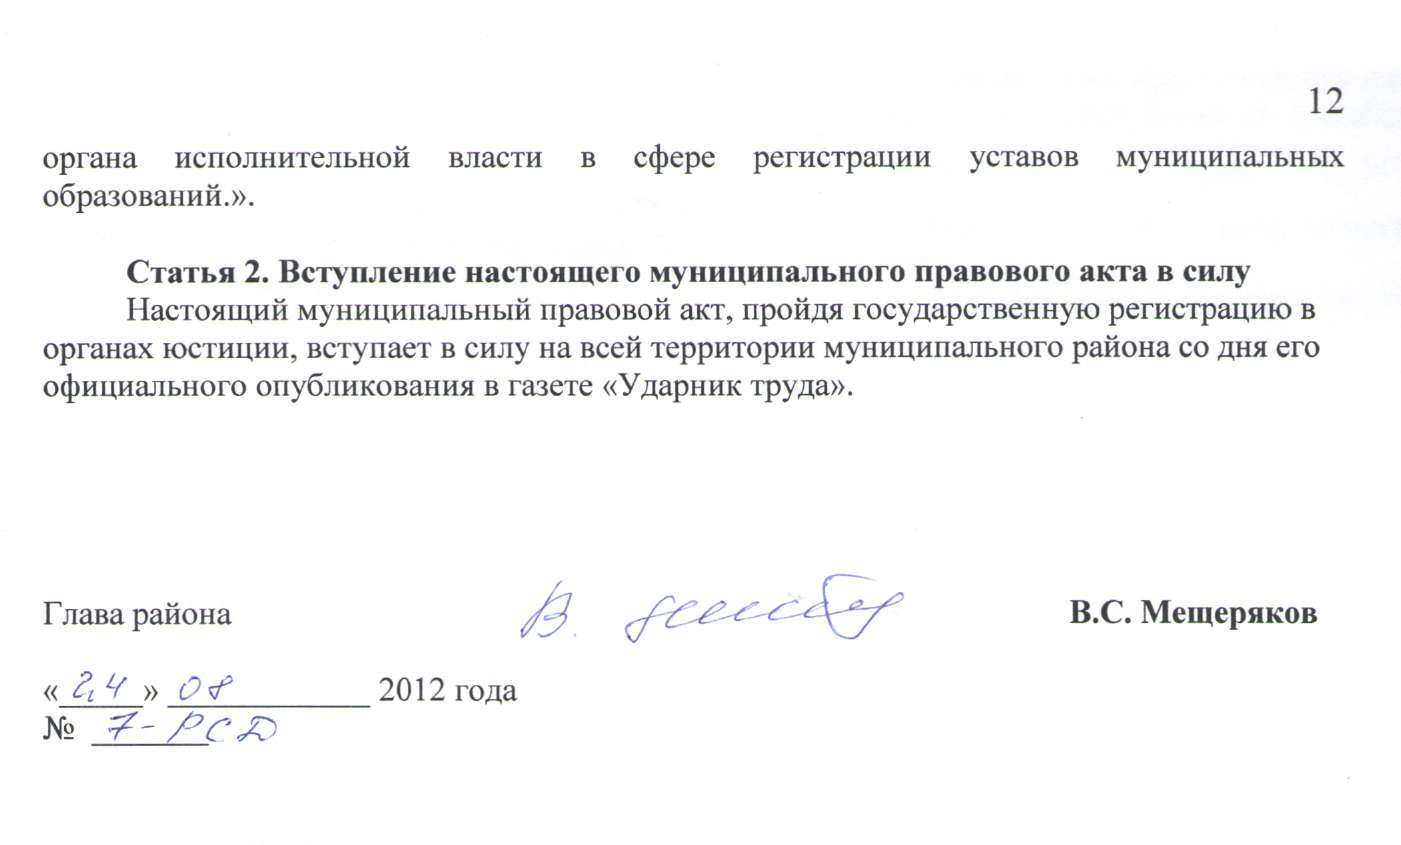 12
органа исполнительной власти в сфере регистрации уставов муниципальных
образований.».
Статья 2. Вступление настоящего муниципального правового акта в силу
Настоящий муниципальный правовой акт, пройдя государственную регистрацию в
органах юстиции, вступает в силу на всей территории муниципального района со дня его
официального опубликования в газете «Ударник труда».
Глава района В. В.С. Мещеряков
«24» 08 2012 года
№ 7-РСД